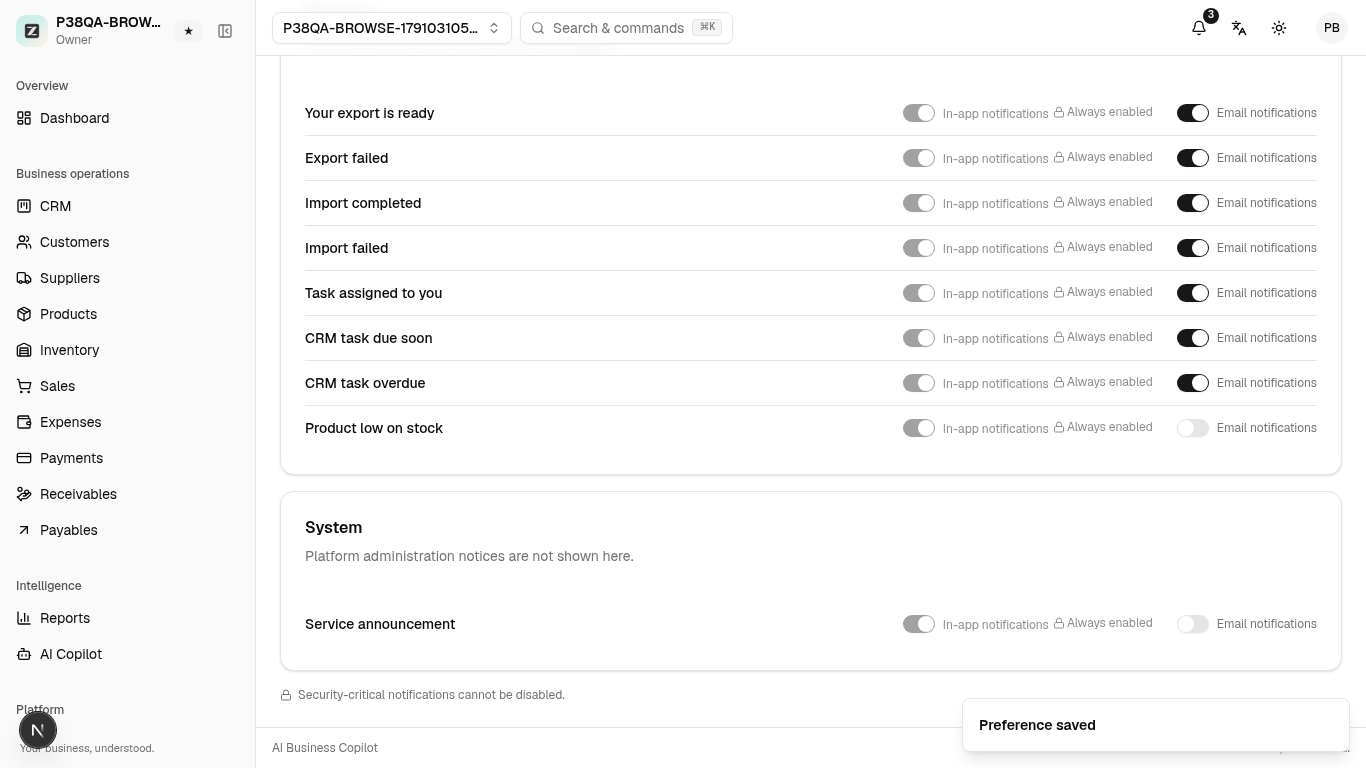 P38QA-BROW...
Owner
P38QA-BROWSE-179103105...
Search & commands
⌘K
3
PB
Overview
Dashboard
Business operations
CRM
Customers
Suppliers
Products
Inventory
Sales
Expenses
Payments
Receivables
Payables
Intelligence
Reports
AI Copilot
Platform
N
Your business, understood.
Your export is ready
In-app notifications Always enabled
Email notifications
Export failed
In-app notifications Always enabled
Email notifications
Import completed
In-app notifications Always enabled
Email notifications
Import failed
In-app notifications Always enabled
Email notifications
Task assigned to you
In-app notifications Always enabled
Email notifications
CRM task due soon
In-app notifications Always enabled
Email notifications
CRM task overdue
In-app notifications Always enabled
Email notifications
Product low on stock
In-app notifications Always enabled
Email notifications
System
Platform administration notices are not shown here.
Service announcement
In-app notifications Always enabled
Email notifications
Security-critical notifications cannot be disabled.
AI Business Copilot
Preference saved